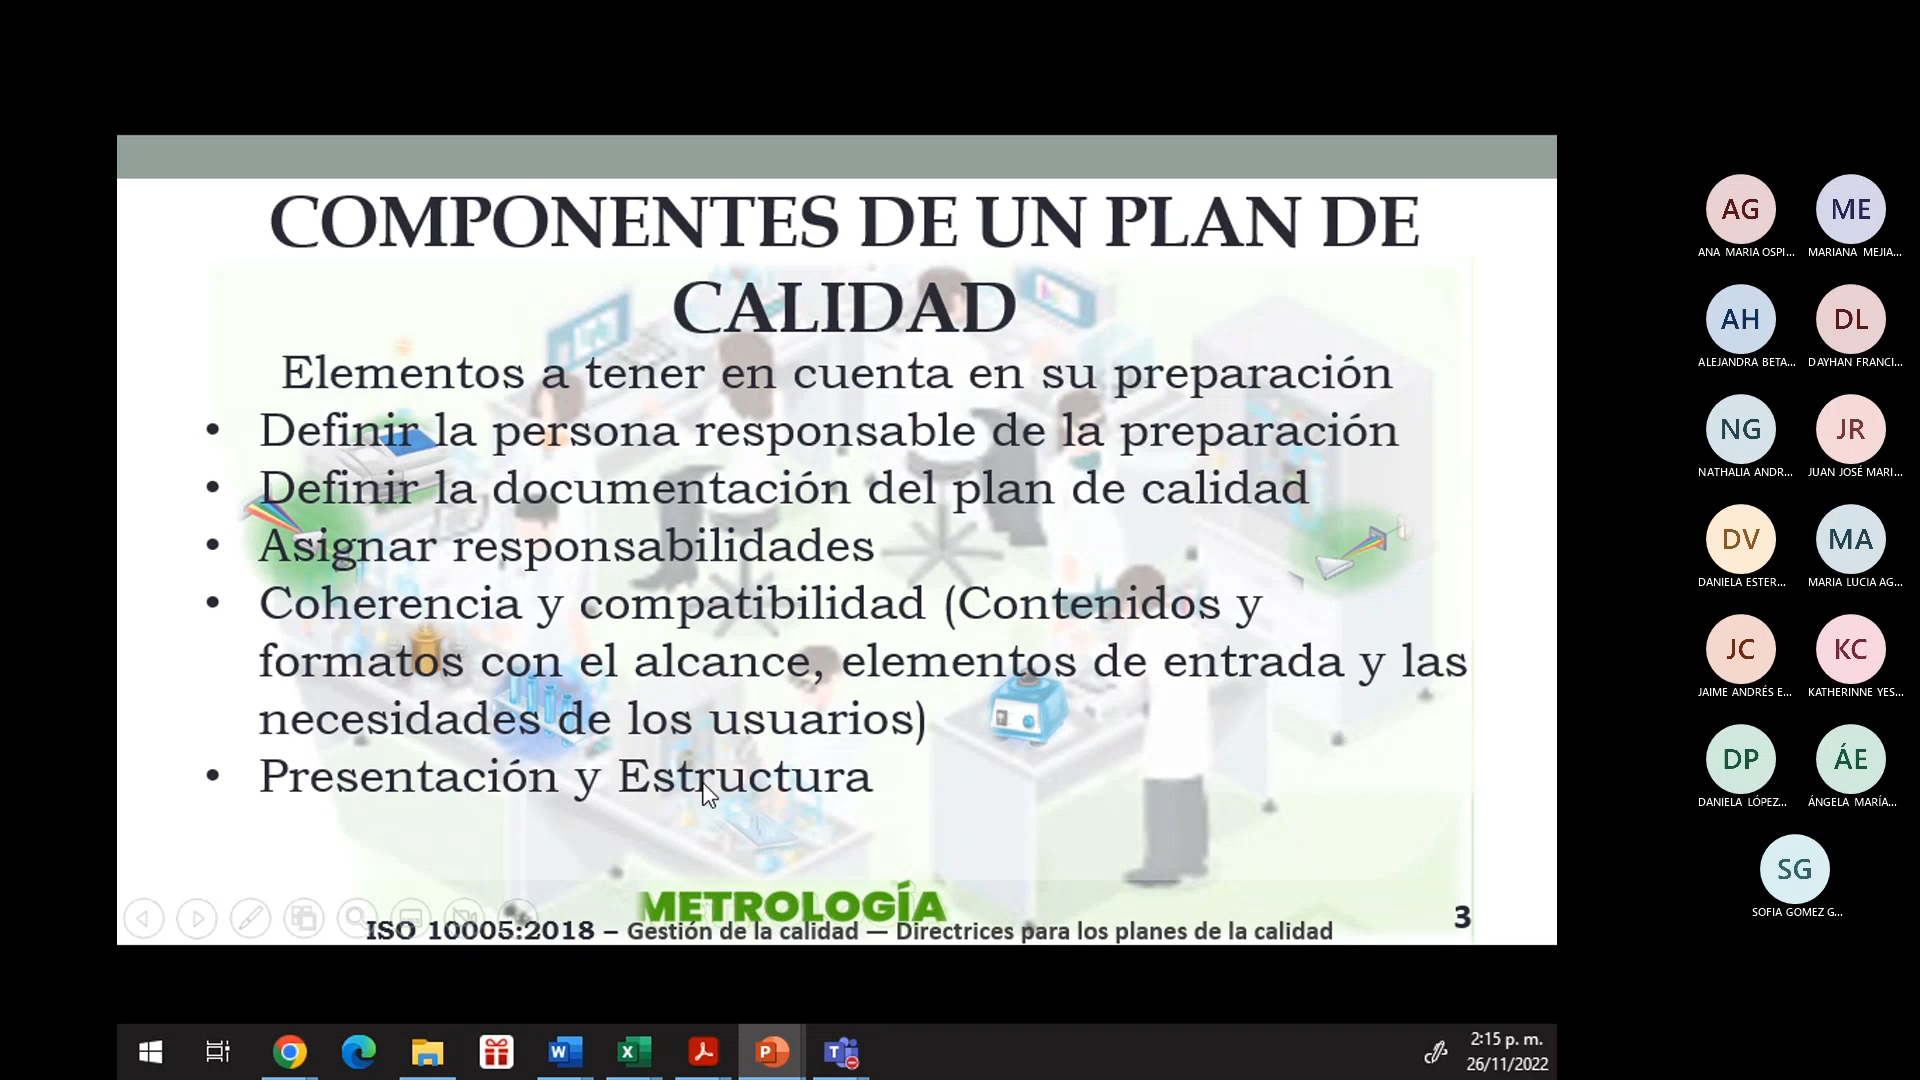 COMPONENTES DE UN PLAN DE
CALIDAD
Elementos a tener en cuenta en su preparación
• Definir la persona responsable de la preparación
• Definir la documentación del plan de calidad
• Asignar responsabilidades
• Coherencia y compatibilidad (Contenidos y
formatos con el alcance, elementos de entrada y las
necesidades de los usuarios)
• Presentación y Estructura
METROLOGÍA
ISO 10005:2018 – Gestión de la calidad — Directrices para los planes de la calidad
3
AG
ANA MARIA OSPI...
ME
MARIANA MEJIA...
AH
ALEJANDRA BETA...
DL
DAYHAN FRANCI...
NG
NATHALIA ANDR...
JR
JUAN JOSÉ MARI...
DV
DANIELA ESTER...
MA
MARIA LUCIA AG...
JC
JAIME ANDRÉS E...
KC
KATHERINNE YES...
DP
DANIELA LÓPEZ...
ÁE
ÁNGELA MARÍA...
SG
SOFIA GOMEZ G...
2:15 p. m.
26/11/2022